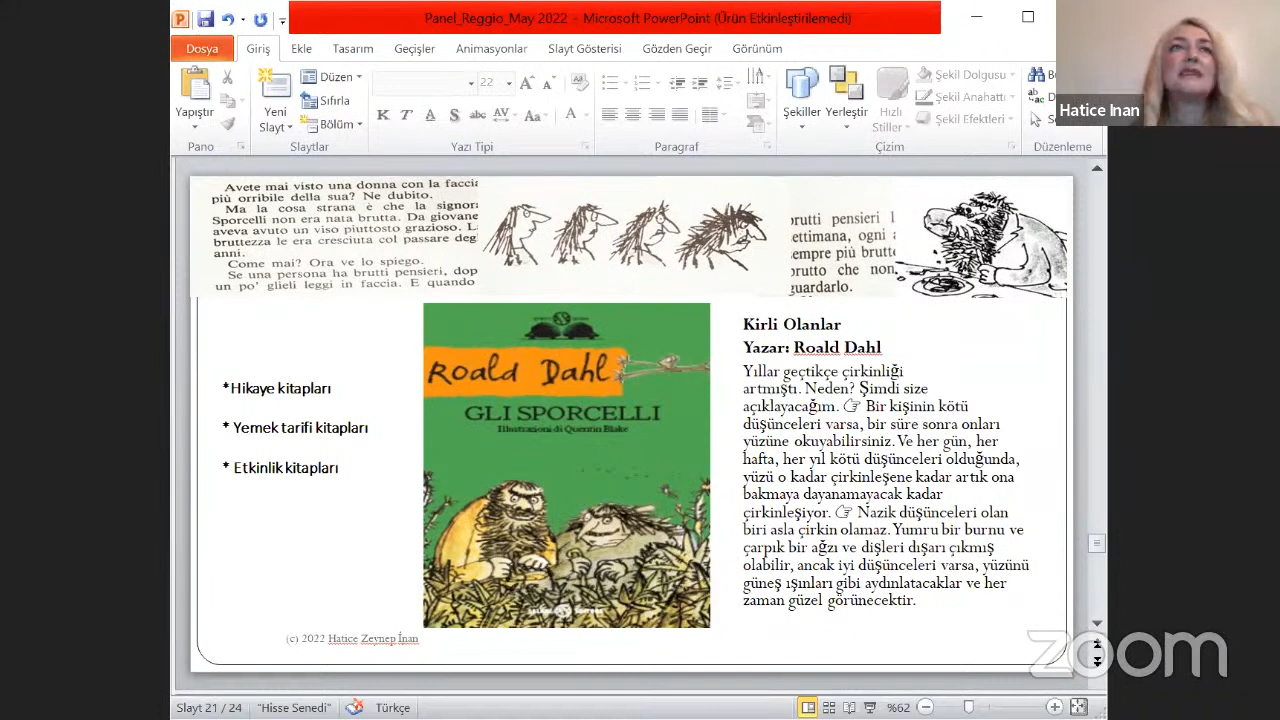 Panel_Reggio_May 2022 - Microsoft PowerPoint (Ürün Etkinleştirilemedi)
Dosya Giriş Ekle Tasarım Geçişler Animasyonlar Slayt Gösterisi Gözden Geçir Görünüm
Hatice Inan
Yapıştır
Yeni
Slayt
Düzen
Sıfırla
Bölüm
22
K T A S abc AV Aa A
Şekiller
Yerleştir
Hızlı
Stiller
Şekil Dolgusu
Şekil Anahattı
Şekil Efektleri
Pano Slaytlar Yazı Tipi Paragraf Çizim Düzenleme
Avete mai visto una donna con la faccia
più orribile della sua? Ne dubito.
Ma la cosa strana è che la signora
Sporcelli non era nata brutta. Da giovane
aveva avuto un viso piuttosto grazioso. L
bruttezza le era cresciuta col passare deg
anni.
Come mai? Ora ve lo spiego.
Se una persona ha brutti pensieri, dop
un po' glieli leggi in faccia. E quando
brutti pensieri
settimana, ogni
sempre più brutte
brutto che non
guardarlo.
*Hikaye kitapları
* Yemek tarifi kitapları
* Etkinlik kitapları
Roald Dahl
GLI SPORCELLI
Illustrazioni di Quentin Blake
Kirli Olanlar
Yazar: Roald Dahl
Yıllar geçtikçe çirkinliği
artmıştı. Neden? Şimdi size
açıklayacağım. ☞ Bir kişinin kötü
düşünceleri varsa, bir süre sonra onları
yüzüne okuyabilirsiniz. Ve her gün, her
hafta, her yıl kötü düşünceleri olduğunda,
yüzü o kadar çirkinleşene kadar artık ona
bakmaya dayanamayacak kadar
çirkinleşiyor. ☞ Nazik düşünceleri olan
biri asla çirkin olamaz. Yumru bir burnu ve
çarpık bir ağzı ve dişleri dışarı çıkmış
olabilir, ancak iyi düşünceleri varsa, yüzünü
güneş ışınları gibi aydınlatacaklar ve her
zaman güzel görünecektir.
(c) 2022 Hatice Zeynep İnan
zoom
Slayt 21 / 24 "Hisse Senedi" Türkçe %62